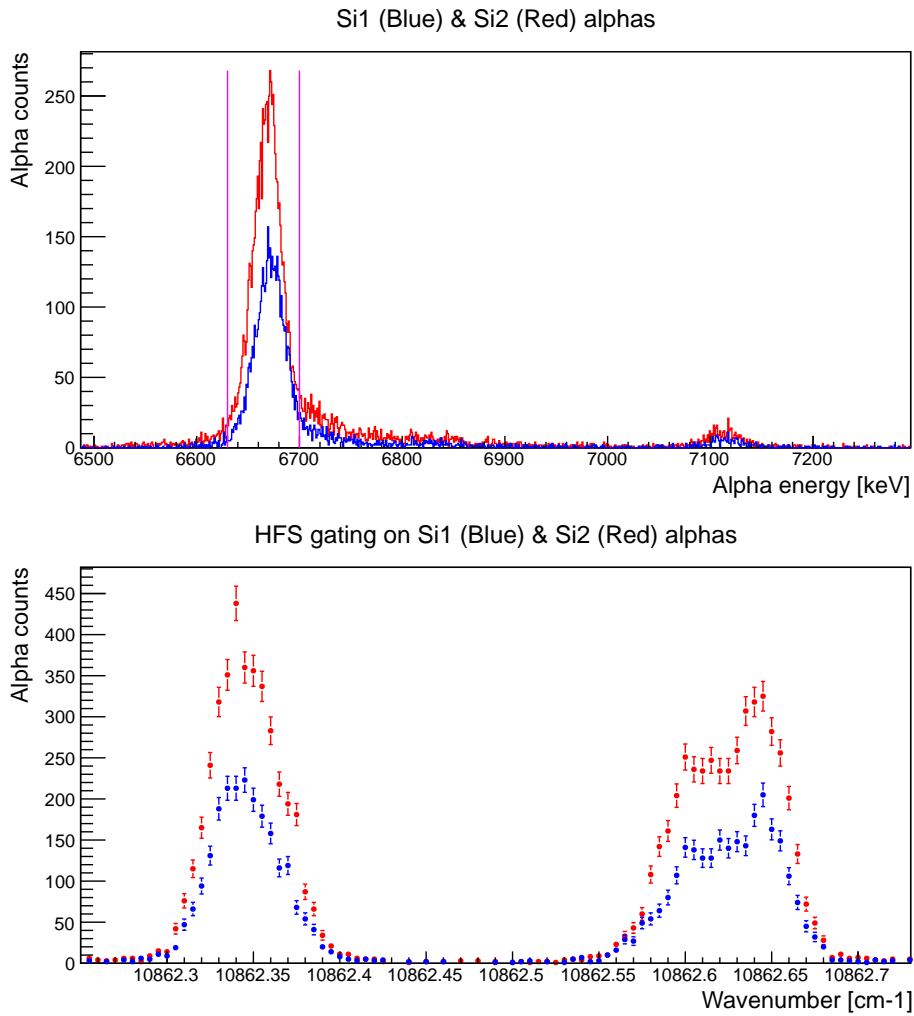 Si1 (Blue) & Si2 (Red) alphas
Alpha counts
250
200
150
100
50
0
6500 6600 6700 6800 6900 7000 7100 7200
Alpha energy [keV]
HFS gating on Si1 (Blue) & Si2 (Red) alphas
Alpha counts
450
400
350
300
250
200
150
100
50
0
10862.3 10862.35 10862.4 10862.45 10862.5 10862.55 10862.6 10862.65 10862.7
Wavenumber [cm-1]